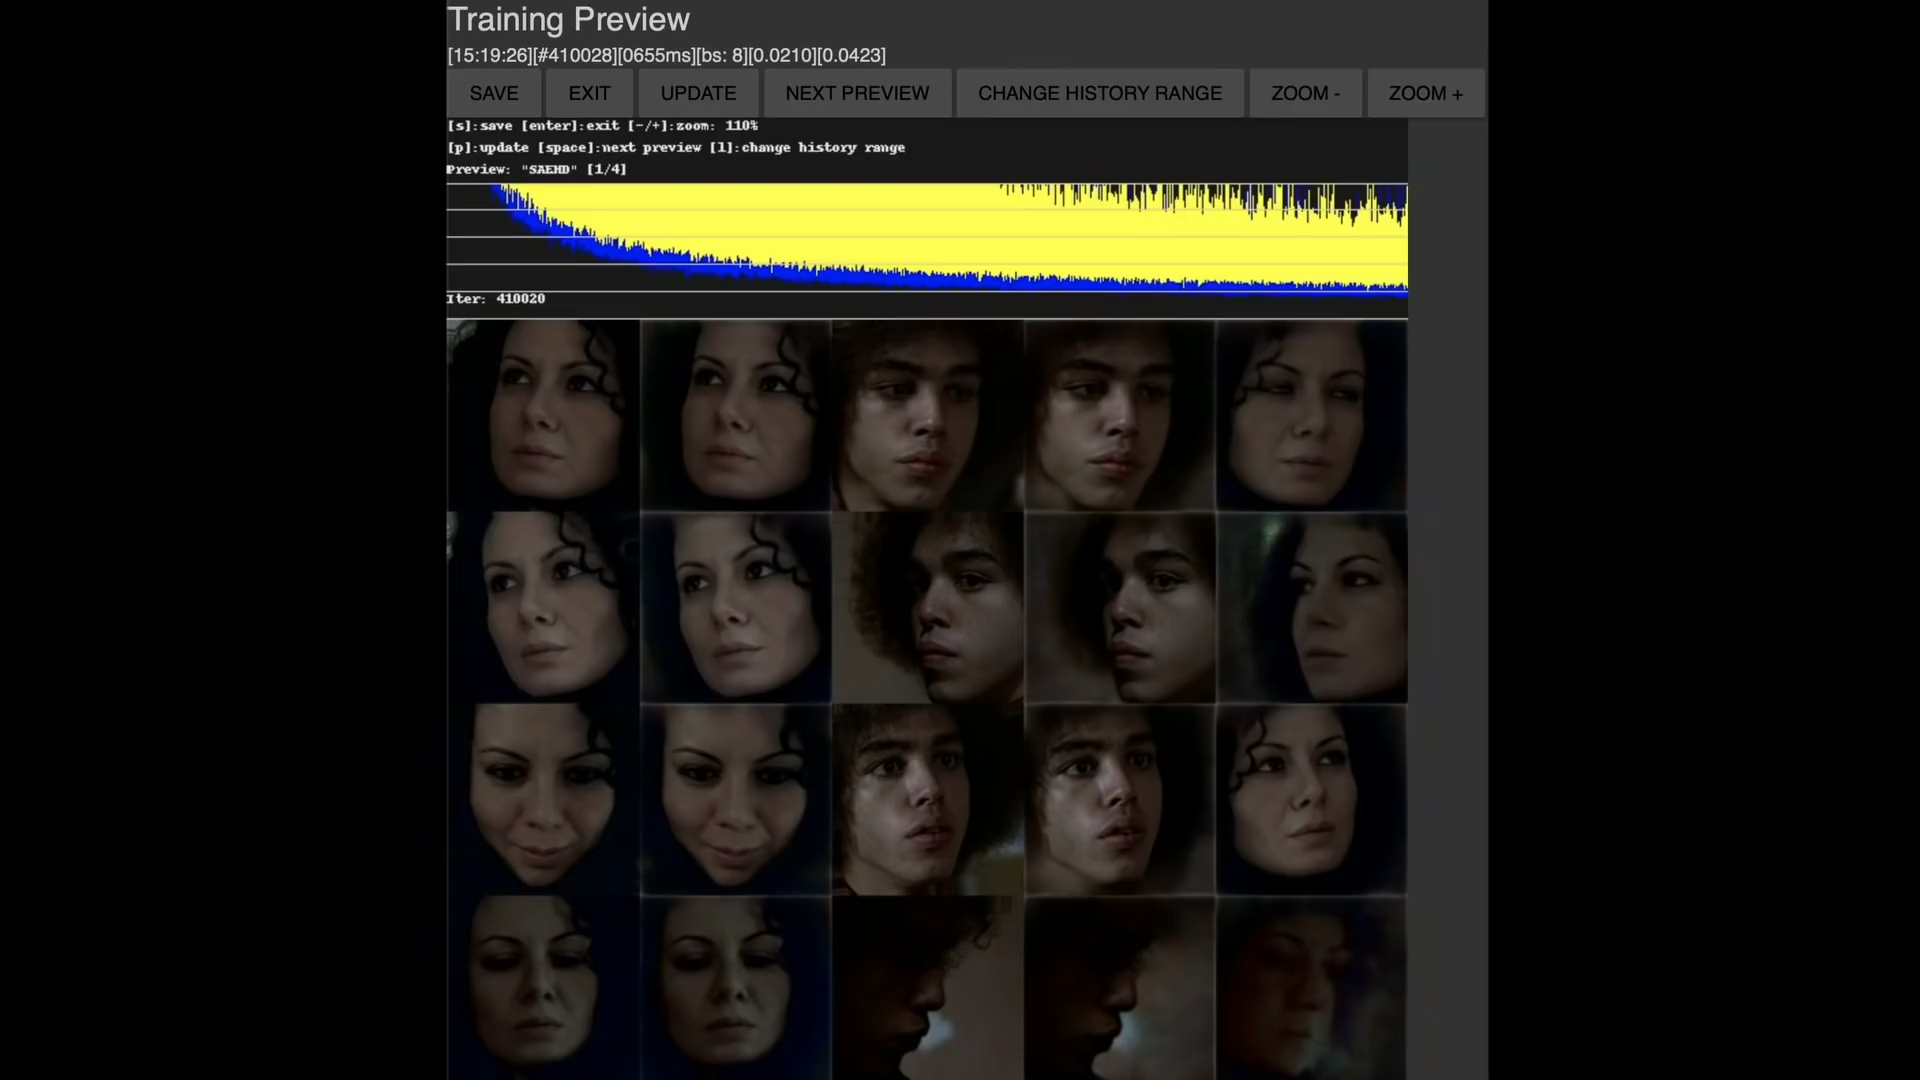 Training Preview
[15:19:26][#410028][0655ms][bs: 8][0.0210][0.0423]
SAVE EXIT UPDATE NEXT PREVIEW CHANGE HISTORY RANGE ZOOM - ZOOM +
[s]:save [enter]:exit [-/+]:zoom: 110%
[p]:update [space]:next preview [l]:change history range
Preview: "SAEHD" [1/4]
Iter: 410020